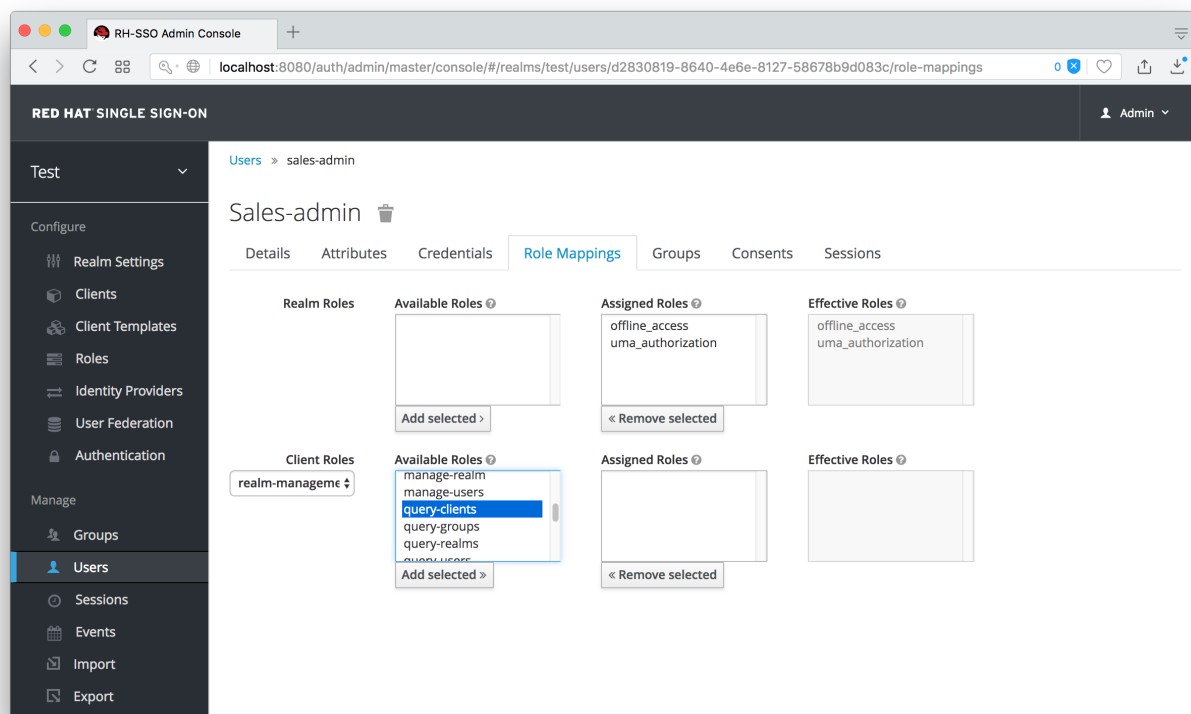 RH-SSO Admin Console
localhost:8080/auth/admin/master/console/#/realms/test/users/d2830819-8640-4e6e-8127-58678b9d083c/role-mappings 0
RED HAT SINGLE SIGN-ON
Admin
Test
Configure
Realm Settings
Clients
Client Templates
Roles
Identity Providers
User Federation
Authentication
Manage
Groups
Users
Sessions
Events
Import
Export
Users » sales-admin
Sales-admin
Details Attributes Credentials Role Mappings Groups Consents Sessions
Realm Roles
Available Roles
Add selected ›
Assigned Roles
offline_access
uma_authorization
« Remove selected
Effective Roles
offline_access
uma_authorization
Client Roles
realm-manageme
Available Roles
manage-realm
manage-users
query-clients
query-groups
query-realms
query-users
Add selected »
Assigned Roles
« Remove selected
Effective Roles